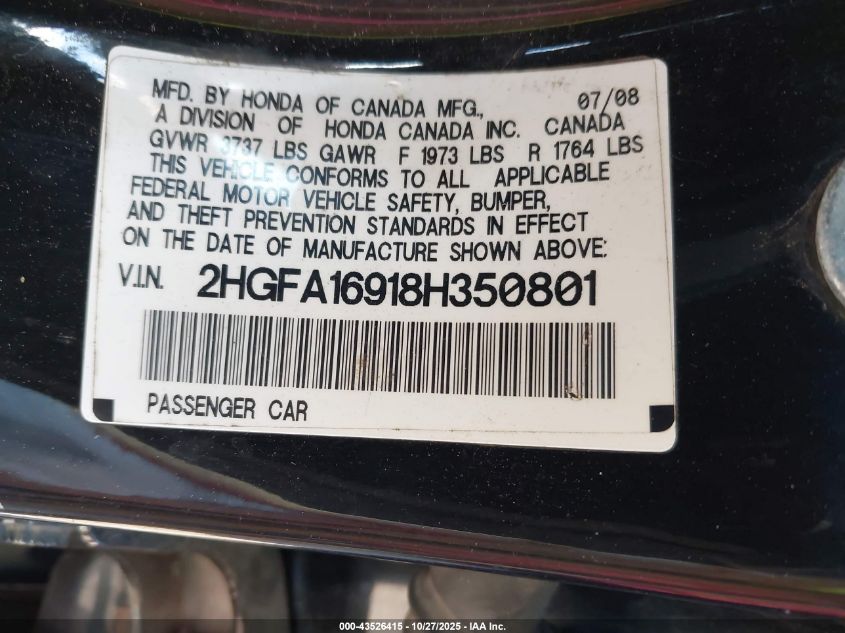 MFD. BY HONDA OF CANADA MFG., 07/08
A DIVISION OF HONDA CANADA INC. CANADA
GVWR 3737 LBS GAWR F 1973 LBS R 1764 LBS
THIS VEHICLE CONFORMS TO ALL APPLICABLE
FEDERAL MOTOR VEHICLE SAFETY, BUMPER,
AND THEFT PREVENTION STANDARDS IN EFFECT
ON THE DATE OF MANUFACTURE SHOWN ABOVE:
V.I.N. 2HGFA16918H350801
PASSENGER CAR
000-43526415 - 10/27/2025 - IAA Inc.